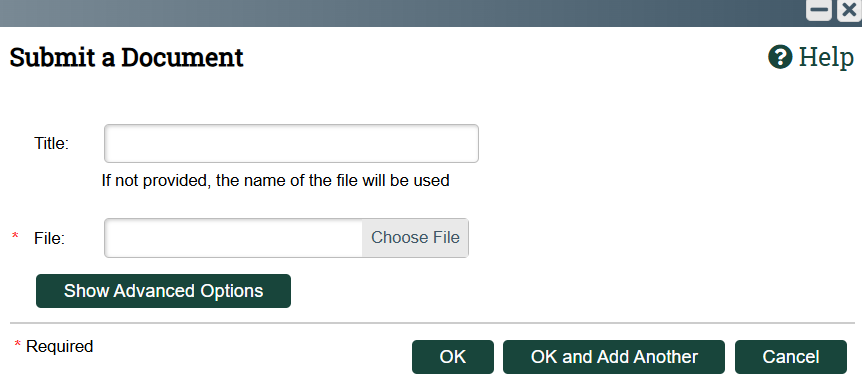 Submit a Document
Help
Title:
If not provided, the name of the file will be used
* File:
Choose File
Show Advanced Options
* Required
OK
OK and Add Another
Cancel